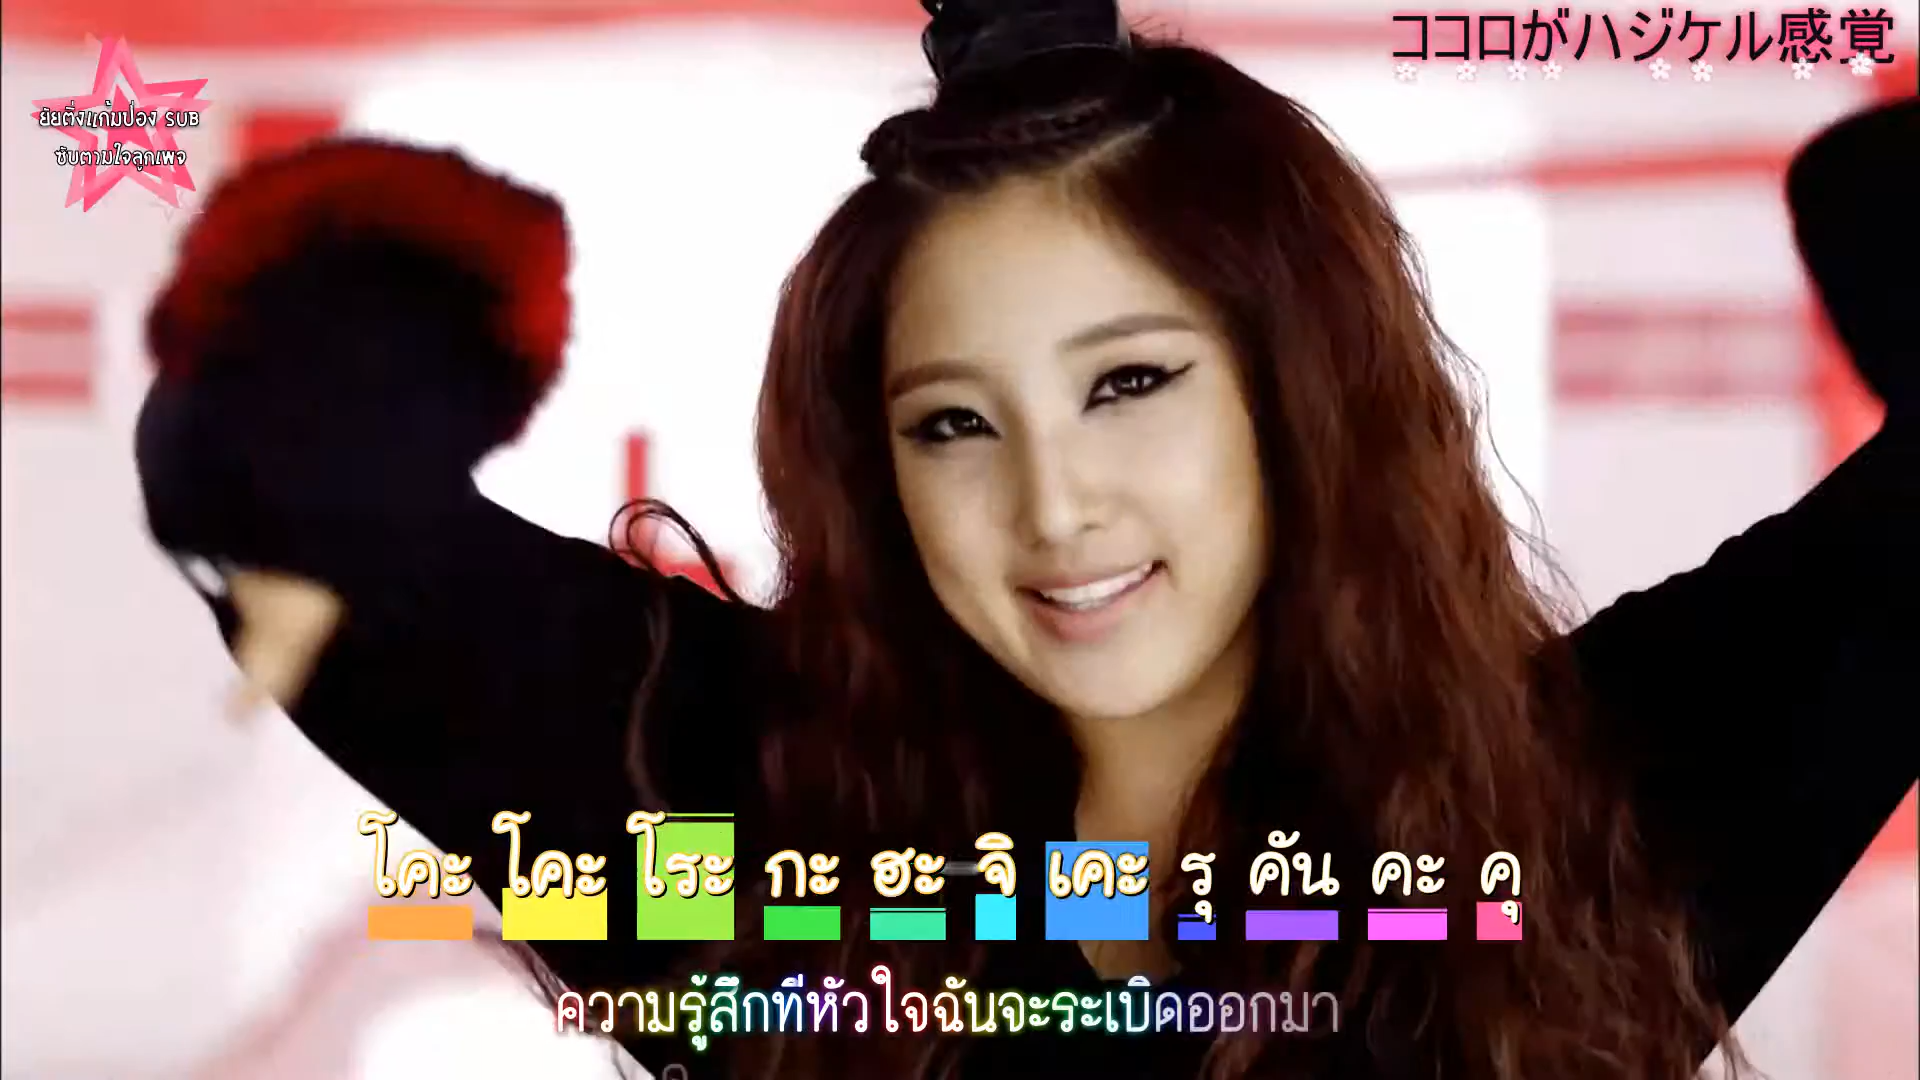 ココロがハジケル感覚
ยัยติ่งแก้มป่อง SUB
ซับตามใจลูกเพจ
โคะ โคะ โระ กะ ฮะ จิ เคะ รุ คัน คะ คุ
ความรู้สึกที่หัวใจฉันจะระเบิดออกมา